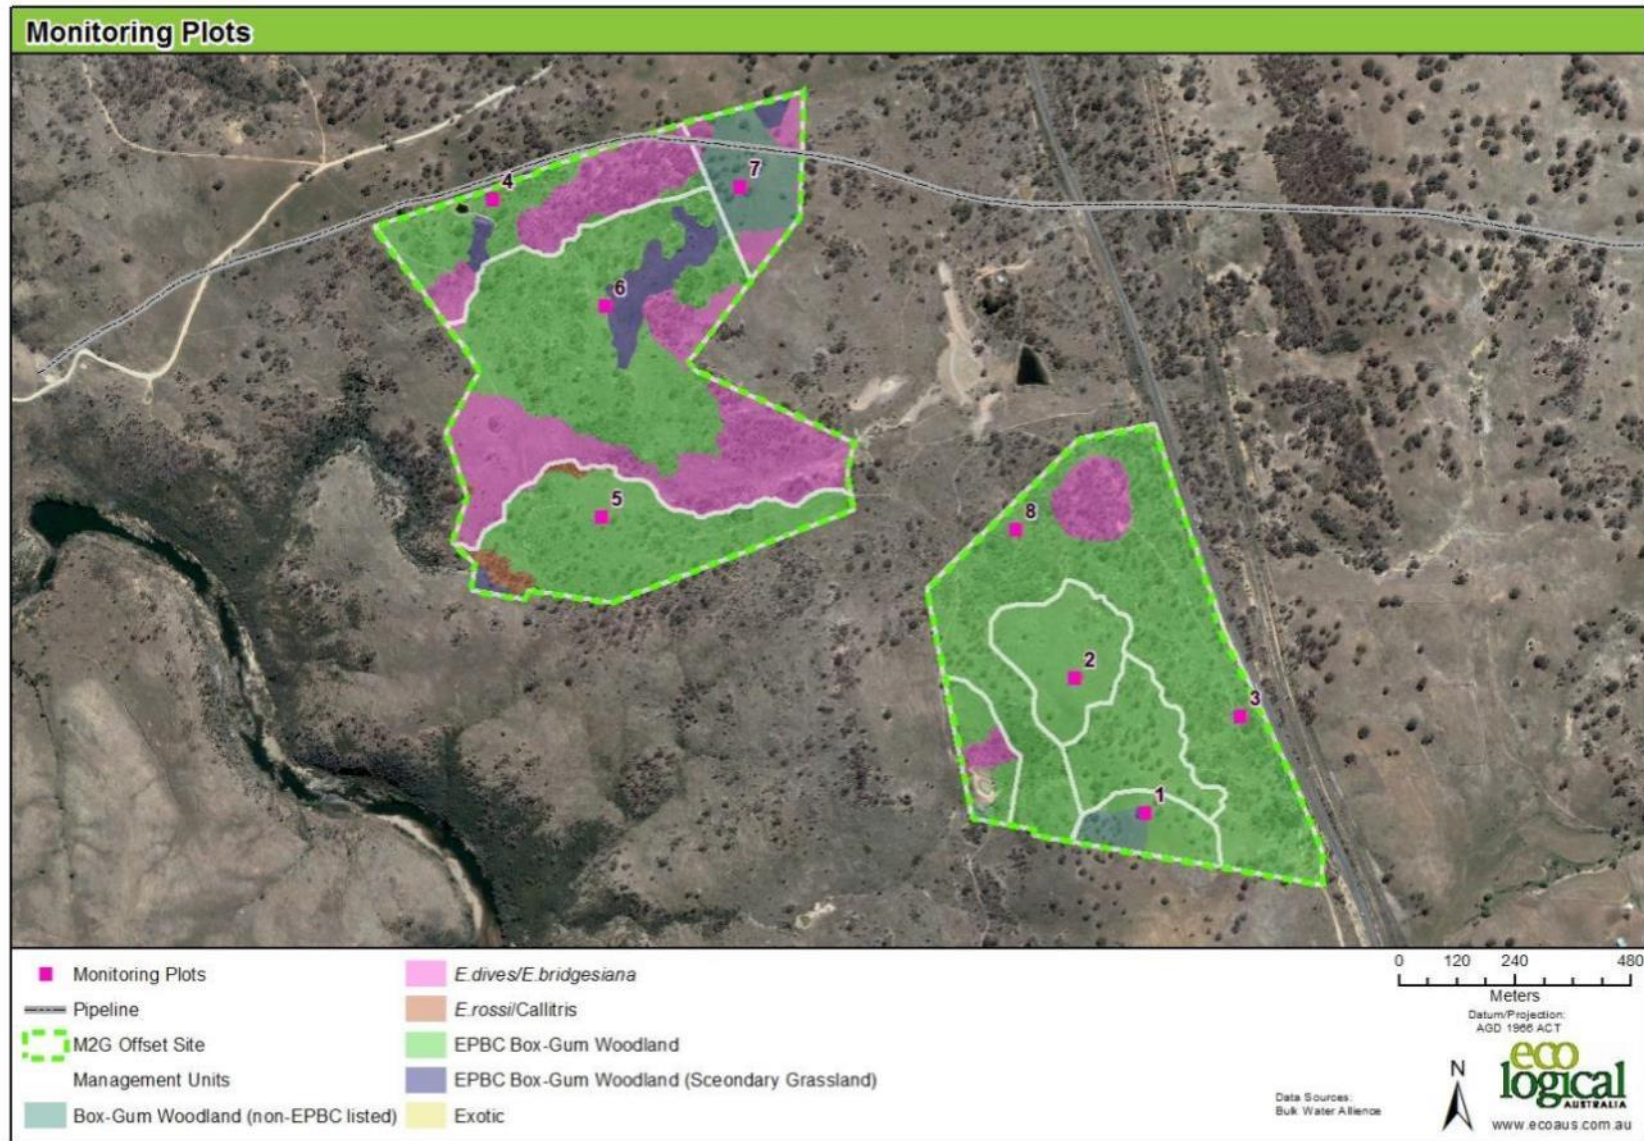 Monitoring Plots
4
7
6
5
8
2
3
1
Monitoring Plots
Pipeline
M2G Offset Site
Management Units
Box-Gum Woodland (non-EPBC listed)
E.dives/E.bridgesiana
E.rossi/Callitris
EPBC Box-Gum Woodland
EPBC Box-Gum Woodland (Sceondary Grassland)
Exotic
0 120 240 480
Meters
Datum/Projection:
AGD 1966 ACT
N
Data Sources:
Bulk Water Allience
eco
logical
AUSTRALIA
www.ecoaus.com.au